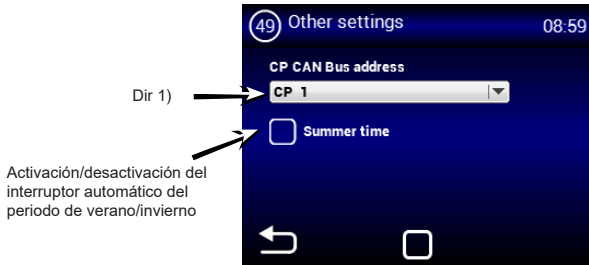 49 Other settings 08:59
CP CAN Bus address
Dir 1) CP 1
Summer time
Activación/desactivación del
interruptor automático del
periodo de verano/invierno